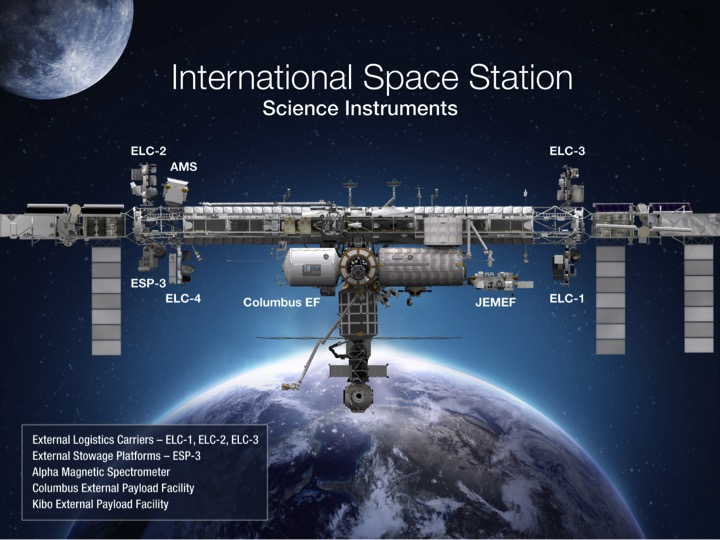 International Space Station
Science Instruments
ELC-2
AMS
ELC-3
ESP-3
ELC-4
Columbus EF
JEMEF
ELC-1
External Logistics Carriers – ELC-1, ELC-2, ELC-3
External Stowage Platforms – ESP-3
Alpha Magnetic Spectrometer
Columbus External Payload Facility
Kibo External Payload Facility